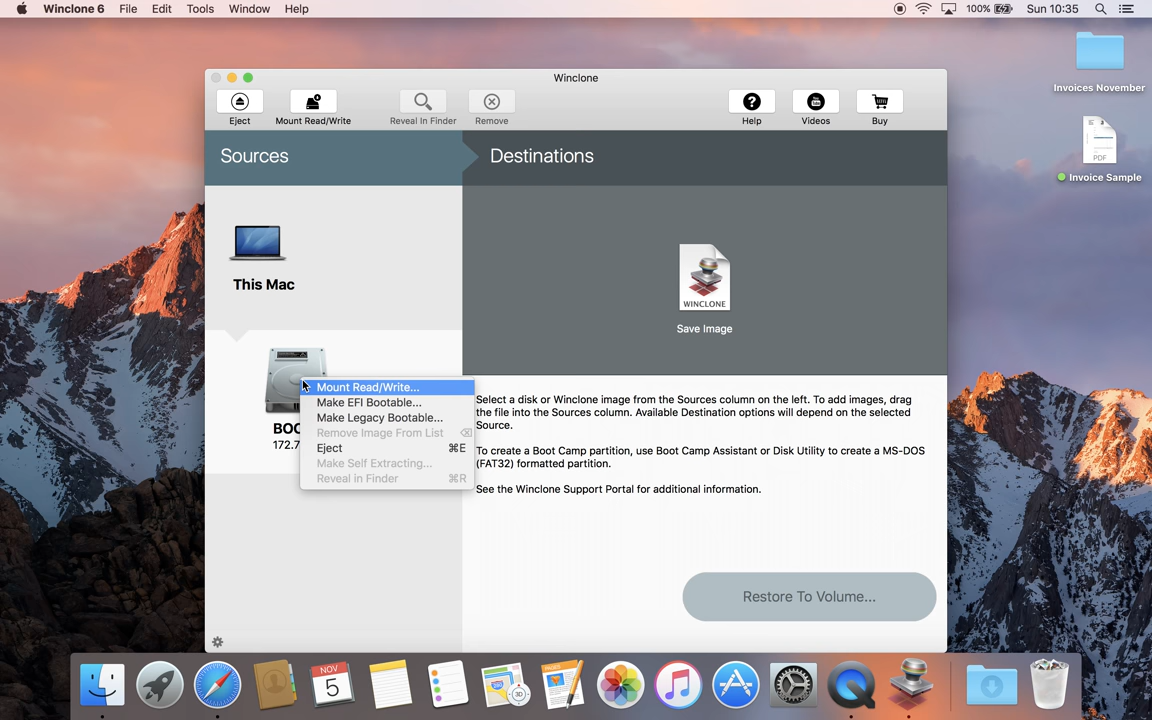 Winclone 6 File Edit Tools Window Help
100% Sun 10:35
Invoices November
PDF
Invoice Sample
Winclone
Eject Mount Read/Write Reveal In Finder Remove Help Videos Buy
Sources Destinations
This Mac
WINCLONE
Save Image
BOO
172.7
Mount Read/Write...
Make EFI Bootable...
Make Legacy Bootable...
Remove Image From List
Eject ⌘E
Make Self Extracting...
Reveal in Finder ⌘R
Select a disk or Winclone image from the Sources column on the left. To add images, drag
the file into the Sources column. Available Destination options will depend on the selected
Source.
To create a Boot Camp partition, use Boot Camp Assistant or Disk Utility to create a MS-DOS
(FAT32) formatted partition.
See the Winclone Support Portal for additional information.
Restore To Volume...
NOV
5
3D